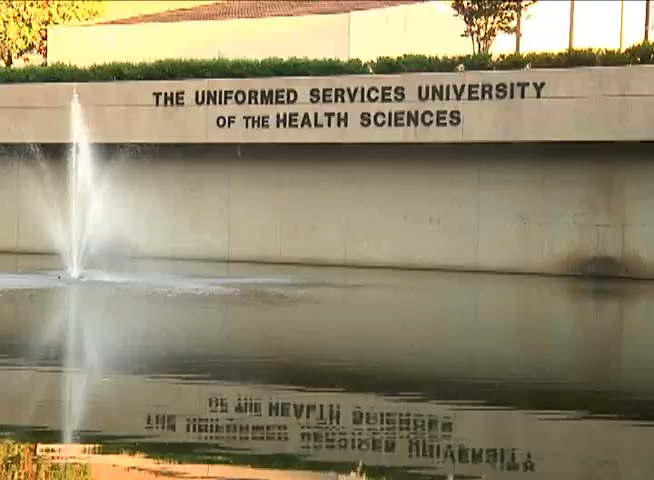 THE UNIFORMED SERVICES UNIVERSITY
OF THE HEALTH SCIENCES